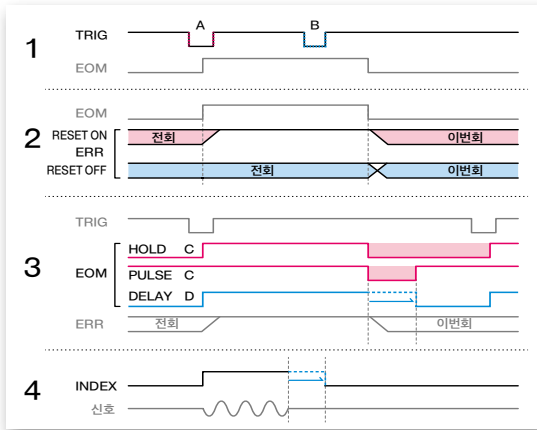 1
A
B
TRIG
EOM
2
EOM
RESET ON
전회
이번회
ERR
RESET OFF
전회
이번회
3
TRIG
EOM
HOLD C
PULSE C
DELAY D
ERR
전회
이번회
4
INDEX
신호